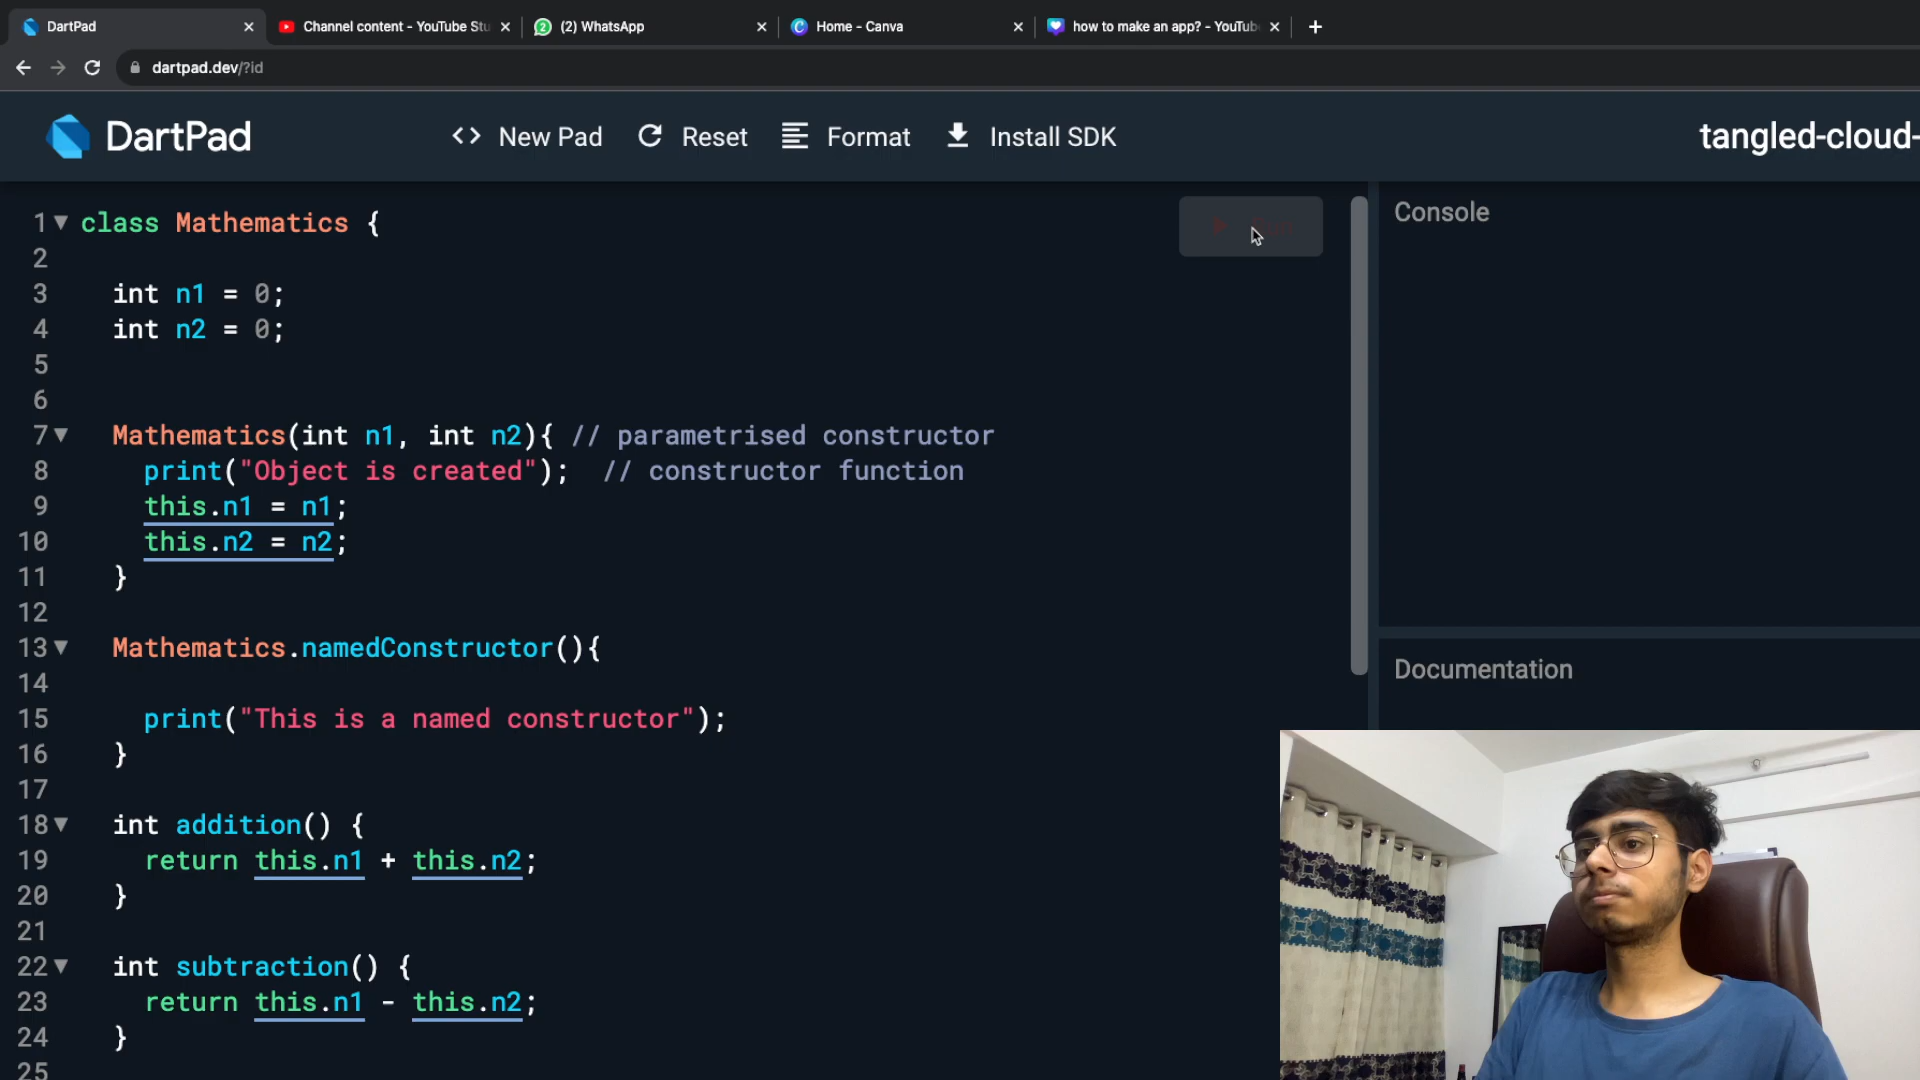 DartPad
Channel content - YouTube Stu
(2) WhatsApp
Home - Canva
how to make an app? - YouTub
dartpad.dev/?id
DartPad
New Pad
Reset
Format
Install SDK
tangled-cloud-
1 class Mathematics {
2
3 int n1 = 0;
4 int n2 = 0;
5
6
7 Mathematics(int n1, int n2){ // parametrised constructor
8 print("Object is created"); // constructor function
9 this.n1 = n1;
10 this.n2 = n2;
11 }
12
13 Mathematics.namedConstructor(){
14
15 print("This is a named constructor");
16 }
17
18 int addition() {
19 return this.n1 + this.n2;
20 }
21
22 int subtraction() {
23 return this.n1 - this.n2;
24 }
25
Console
Documentation